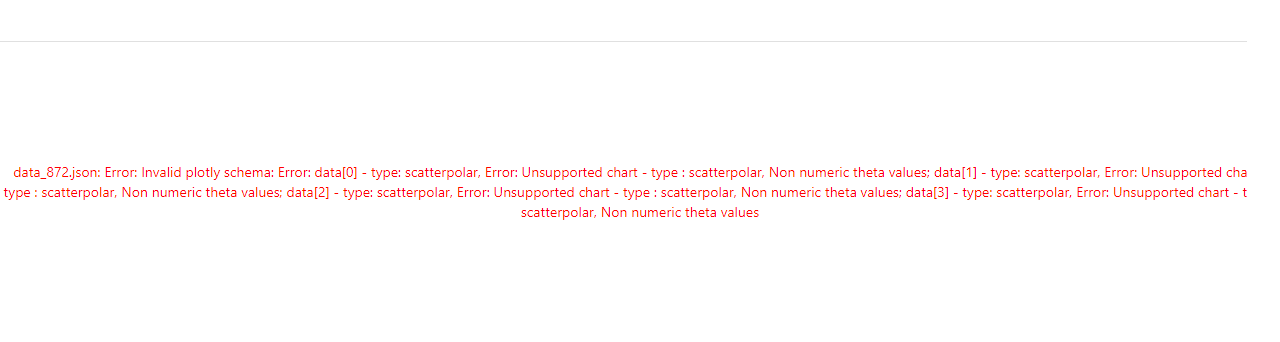 data_872.json: Error: Invalid plotly schema: Error: data[0] - type: scatterpolar, Error: Unsupported chart - type : scatterpolar, Non numeric theta values; data[1] - type: scatterpolar, Error: Unsupported cha
type : scatterpolar, Non numeric theta values; data[2] - type: scatterpolar, Error: Unsupported chart - type : scatterpolar, Non numeric theta values; data[3] - type: scatterpolar, Error: Unsupported chart - t
scatterpolar, Non numeric theta values